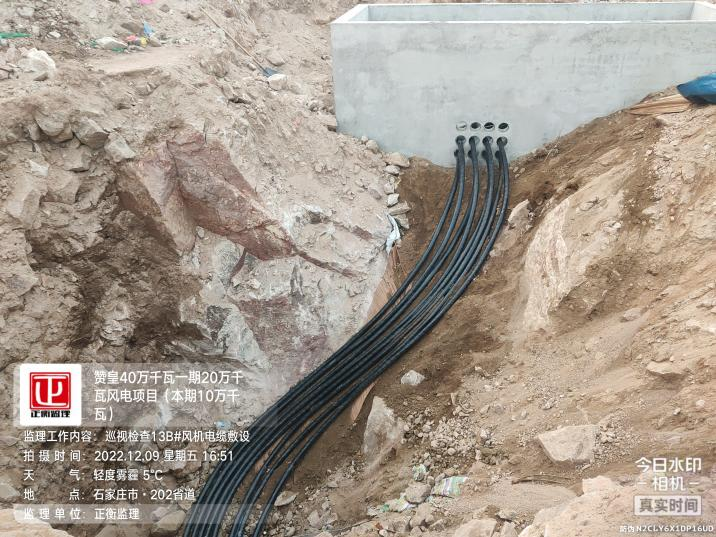 正衡监理
赞皇40万千瓦一期20万千
瓦风电项目（本期10万千
瓦）
监理工作内容：巡视检查13B#风机电缆敷设
拍 摄 时 间：2022.12.09 星期五 16:51
天 气：轻度雾霾 5℃
地 点：石家庄市·202省道
监 理 单 位：正衡监理
今日水印
相机
真实时间
防伪 N2CLY6X1DP16UD